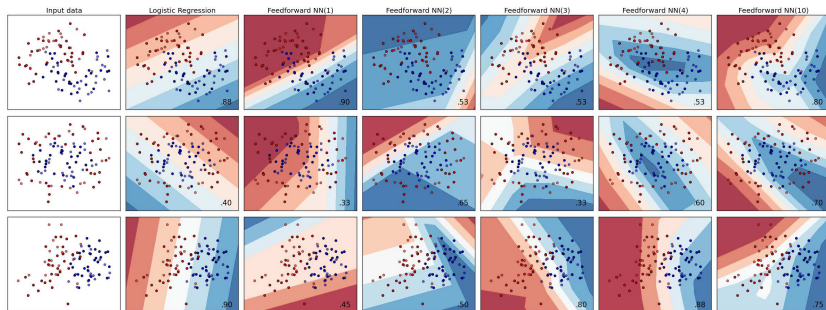 Input data Logistic Regression Feedforward NN(1) Feedforward NN(2) Feedforward NN(3) Feedforward NN(4) Feedforward NN(10)
.88 .90 .53 .53 .53 .80
.40 .33 .65 .33 .60 .70
.90 .45 .50 .80 .88 .75